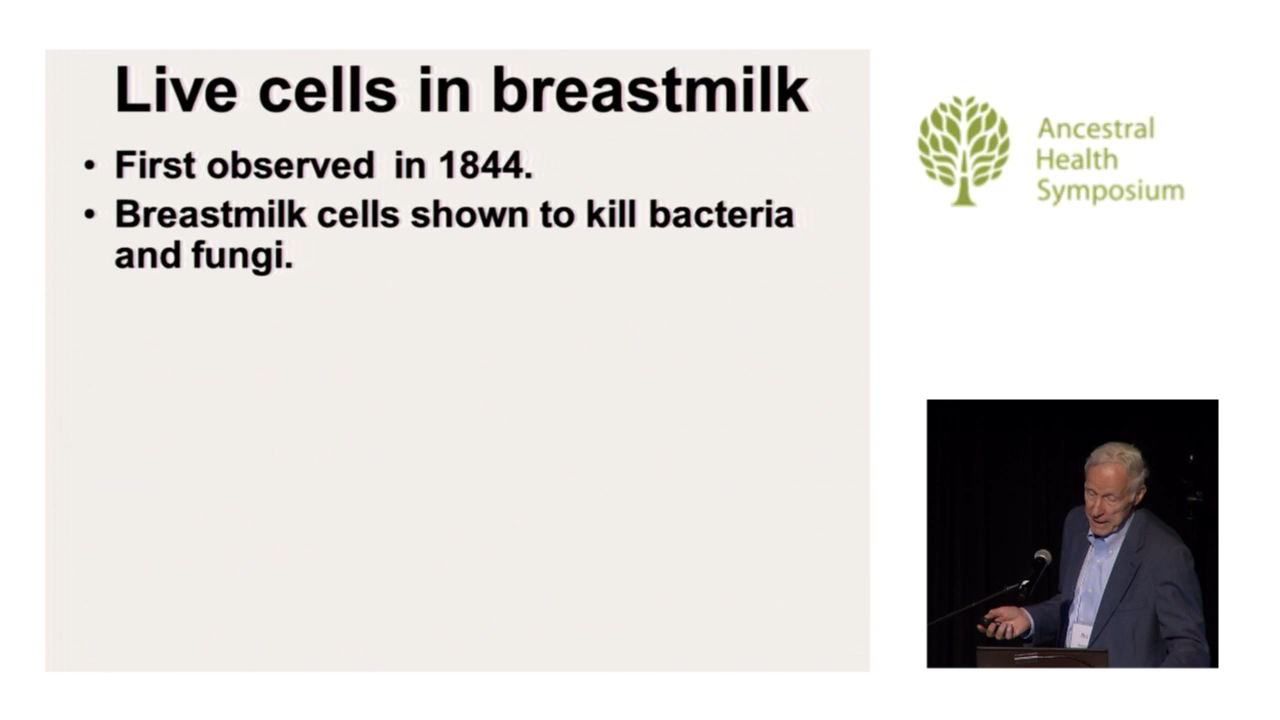 Live cells in breastmilk
• First observed in 1844.
• Breastmilk cells shown to kill bacteria
and fungi.
Ancestral
Health
Symposium